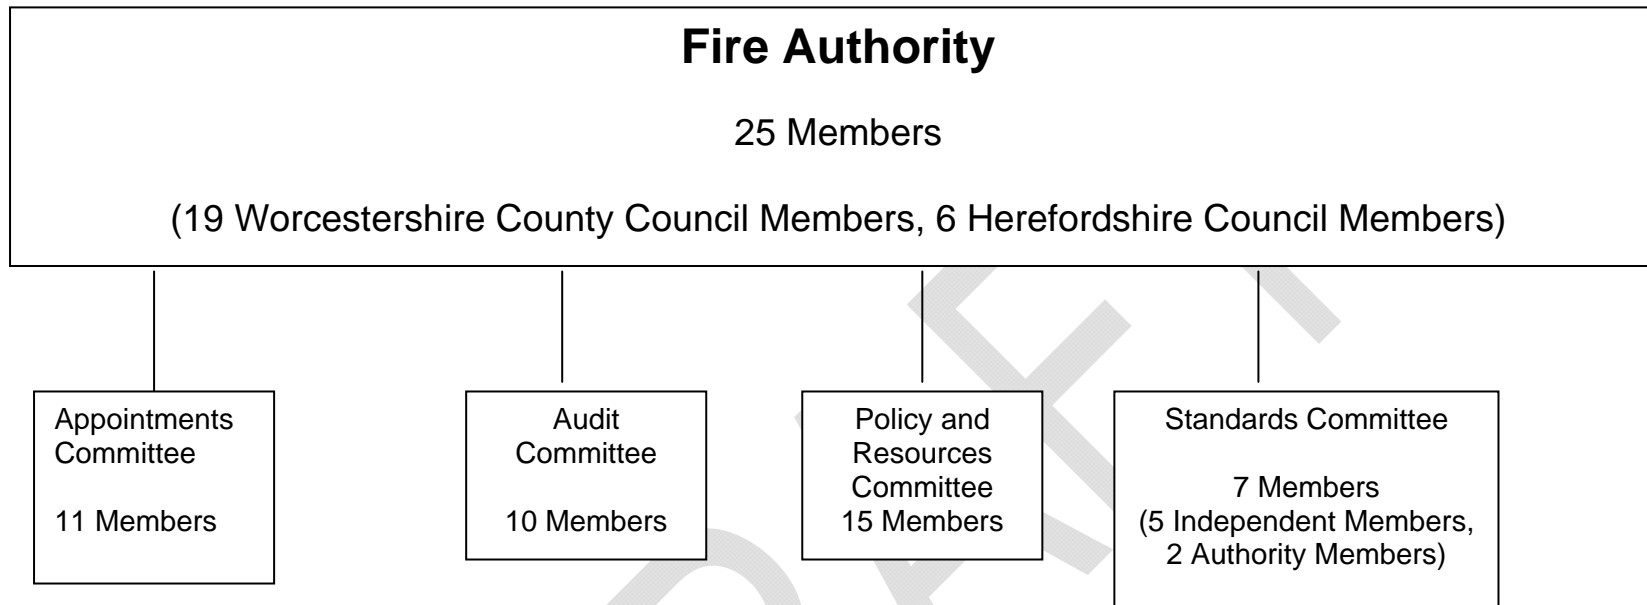 Fire Authority
25 Members
(19 Worcestershire County Council Members, 6 Herefordshire Council Members)
Appointments
Committee
11 Members
Audit
Committee
10 Members
Policy and
Resources
Committee
15 Members
Standards Committee
7 Members
(5 Independent Members,
2 Authority Members)